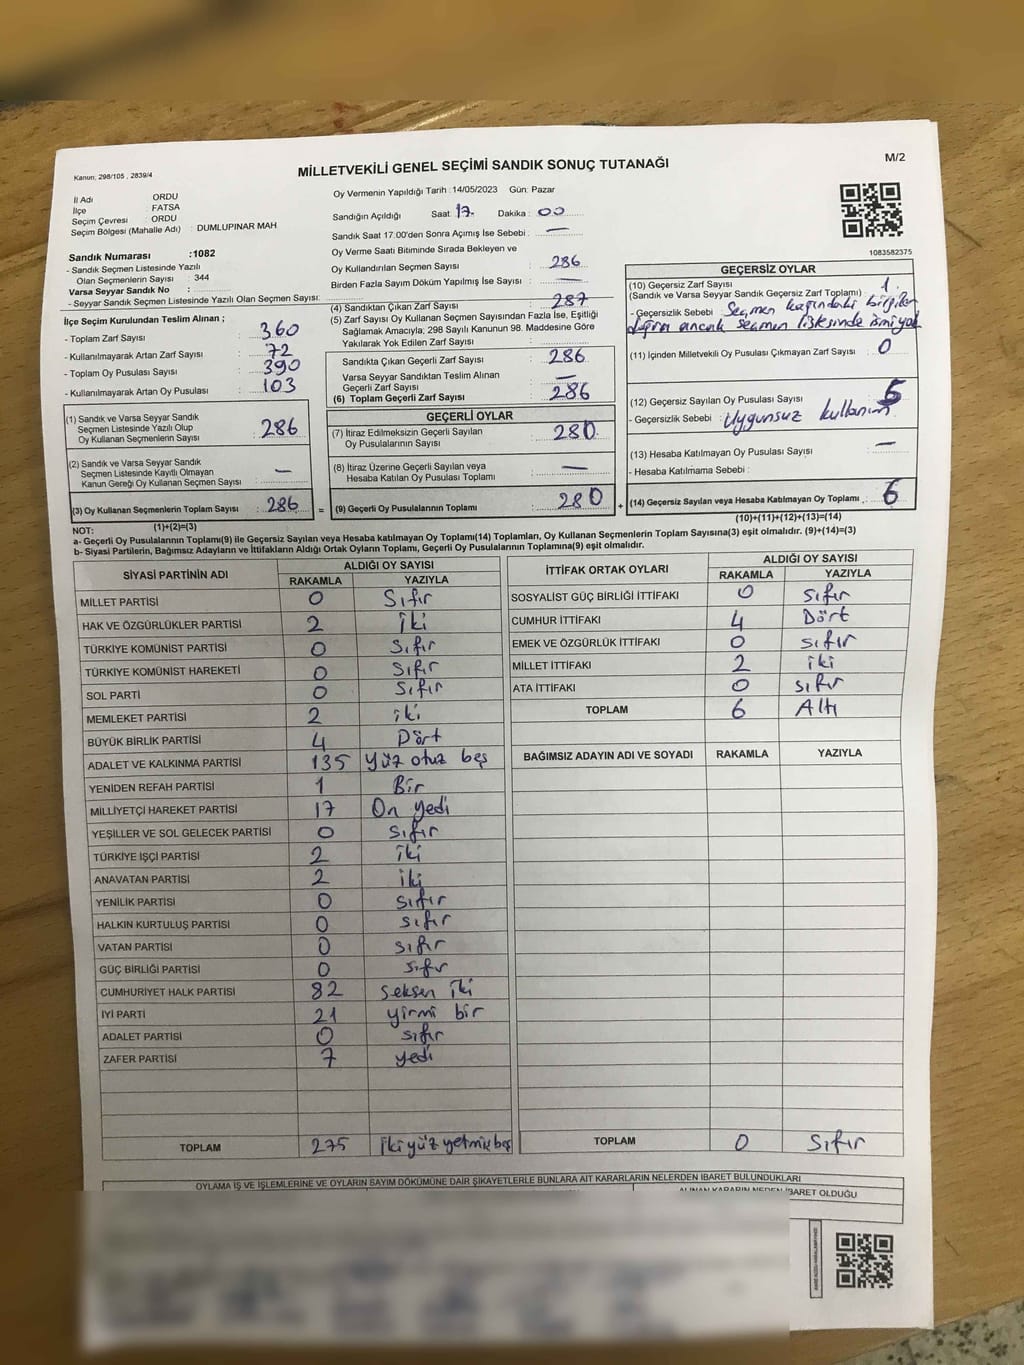 Kanun; 298/105 , 2839/4
MİLLETVEKİLİ GENEL SEÇİMİ SANDIK SONUÇ TUTANAĞI
M/2
İl Adı ORDU
İlçe : FATSA
Seçim Çevresi : ORDU
Seçim Bölgesi (Mahalle Adı) : DUMLUPINAR MAH
Sandık Numarası :1082
- Sandık Seçmen Listesinde Yazılı
Olan Seçmenlerin Sayısı : 344
Varsa Seyyar Sandık No :
- Seyyar Sandık Seçmen Listesinde Yazılı Olan Seçmen Sayısı:
Oy Vermenin Yapıldığı Tarih : 14/05/2023 Gün: Pazar
Sandığın Açıldığı Saat 17. Dakika : 00
Sandık Saat 17:00'den Sonra Açımış İse Sebebi : —
Oy Verme Saati Bitiminde Sırada Bekleyen ve
Oy Kullandırılan Seçmen Sayısı 286
Birden Fazla Sayım Döküm Yapılmış İse Sayısı : —
1083582375
İlçe Seçim Kurulundan Teslim Alınan ;
- Toplam Zarf Sayısı : 360
- Kullanılmayarak Artan Zarf Sayısı : 72
- Toplam Oy Pusulası Sayısı : 390
- Kullanılmayarak Artan Oy Pusulası : 103
(4) Sandıktan Çıkan Zarf Sayısı : 287
(5) Zarf Sayısı Oy Kullanan Seçmen Sayısından Fazla İse, Eşitliği
Sağlamak Amacıyla; 298 Sayılı Kanunun 98. Maddesine Göre
Yakılarak Yok Edilen Zarf Sayısı :
Sandıkta Çıkan Geçerli Zarf Sayısı : 286
Varsa Seyyar Sandıktan Teslim Alınan
Geçerli Zarf Sayısı : —
(6) Toplam Geçerli Zarf Sayısı : 286
GEÇERSİZ OYLAR
(10) Geçersiz Zarf Sayısı 1.
(Sandık ve Varsa Seyyar Sandık Geçersiz Zarf Toplamı) :
- Geçersizlik Sebebi : Seçmen kağındaki bilgiler
doğru ancak seçmen listesinde ismi yok
(11) İçinden Milletvekili Oy Pusulası Çıkmayan Zarf Sayısı : 0
(12) Geçersiz Sayılan Oy Pusulası Sayısı : 5
- Geçersizlik Sebebi : Uygunsuz kullanım
(13) Hesaba Katılmayan Oy Pusulası Sayısı : —
- Hesaba Katılmama Sebebi :
(14) Geçersiz Sayılan veya Hesaba Katılmayan Oy Toplamı : 6
(10)+(11)+(12)+(13)=(14)
(1) Sandık ve Varsa Seyyar Sandık
Seçmen Listesinde Yazılı Olup
Oy Kullanan Seçmenlerin Sayısı : 286
(2) Sandık ve Varsa Seyyar Sandık
Seçmen Listesinde Kayıtlı Olmayan
Kanun Gereği Oy Kullanan Seçmen Sayısı : —
(3) Oy Kullanan Seçmenlerin Toplam Sayısı : 286
(1)+(2)=(3)
GEÇERLİ OYLAR
(7) İtiraz Edilmeksizin Geçerli Sayılan
Oy Pusulalarının Sayısı : 280
(8) İtiraz Üzerine Geçerli Sayılan veya
Hesaba Katılan Oy Pusulası Toplamı : —
= (9) Geçerli Oy Pusulalarının Toplamı : 280 +
NOT:
a- Geçerli Oy Pusulalarının Toplamı(9) ile Geçersiz Sayılan veya Hesaba katılmayan Oy Toplamı(14) Toplamları, Oy Kullanan Seçmenlerin Toplam Sayısına(3) eşit olmalıdır. (9)+(14)=(3)
b- Siyasi Partilerin, Bağımsız Adayların ve İttifakların Aldığı Ortak Oyların Toplamı, Geçerli Oy Pusulalarının Toplamına(9) eşit olmalıdır.
SİYASİ PARTİNİN ADI ALDIĞI OY SAYISI
RAKAMLA YAZIYLA
MİLLET PARTİSİ 0 Sıfır
HAK VE ÖZGÜRLÜKLER PARTİSİ 2 İki
TÜRKİYE KOMÜNİST PARTİSİ 0 Sıfır
TÜRKİYE KOMÜNİST HAREKETİ 0 Sıfır
SOL PARTİ 0 Sıfır
MEMLEKET PARTİSİ 2 iki
BÜYÜK BİRLİK PARTİSİ 4 Dört
ADALET VE KALKINMA PARTİSİ 135 Yüz otuz beş
YENİDEN REFAH PARTİSİ 1 Bir
MİLLİYETÇİ HAREKET PARTİSİ 17 On yedi
YEŞİLLER VE SOL GELECEK PARTİSİ 0 sıfır
TÜRKİYE İŞÇİ PARTİSİ 2 iki
ANAVATAN PARTİSİ 2 iki
YENİLİK PARTİSİ 0 sıfır
HALKIN KURTULUŞ PARTİSİ 0 sıfır
VATAN PARTİSİ 0 sıfır
GÜÇ BİRLİĞİ PARTİSİ 0 sıfır
CUMHURİYET HALK PARTİSİ 82 seksen iki
İYİ PARTİ 21 yirmi bir
ADALET PARTİSİ 0 sıfır
ZAFER PARTİSİ 7 yedi
TOPLAM 275 İki yüz yetmiş beş
İTTİFAK ORTAK OYLARI ALDIĞI OY SAYISI
RAKAMLA YAZIYLA
SOSYALİST GÜÇ BİRLİĞİ İTTİFAKI 0 sıfır
CUMHUR İTTİFAKI 4 Dört
EMEK VE ÖZGÜRLÜK İTTİFAKI 0 sıfır
MİLLET İTTİFAKI 2 iki
ATA İTTİFAKI 0 sıfır
TOPLAM 6 Altı
BAĞIMSIZ ADAYIN ADI VE SOYADI RAKAMLA YAZIYLA
TOPLAM 0 Sıfır
OYLAMA İŞ VE İŞLEMLERİNE VE OYLARIN SAYIM DÖKÜMÜNE DAİR ŞİKAYETLERLE BUNLARA AİT KARARLARIN NELERDEN İBARET BULUNDUKLARI
ALINAN KARARIN NEDEN İBARET OLDUĞU